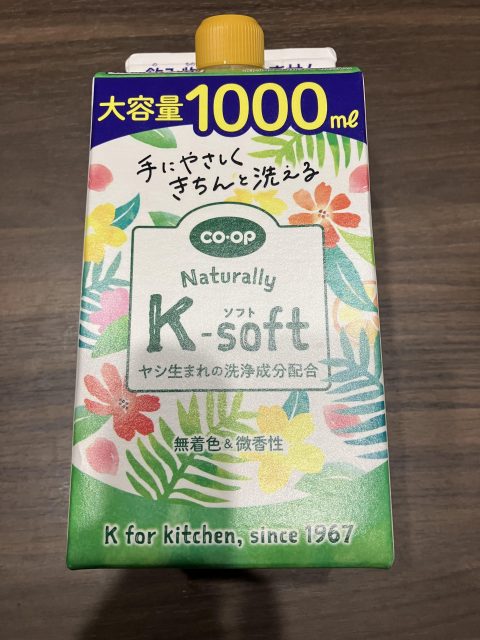 大容量1000ml
手にやさしく
きちんと洗える
CO·OP
Naturally
ソフト
K-soft
ヤシ生まれの洗浄成分配合
無着色&微香性
K for kitchen, since 1967